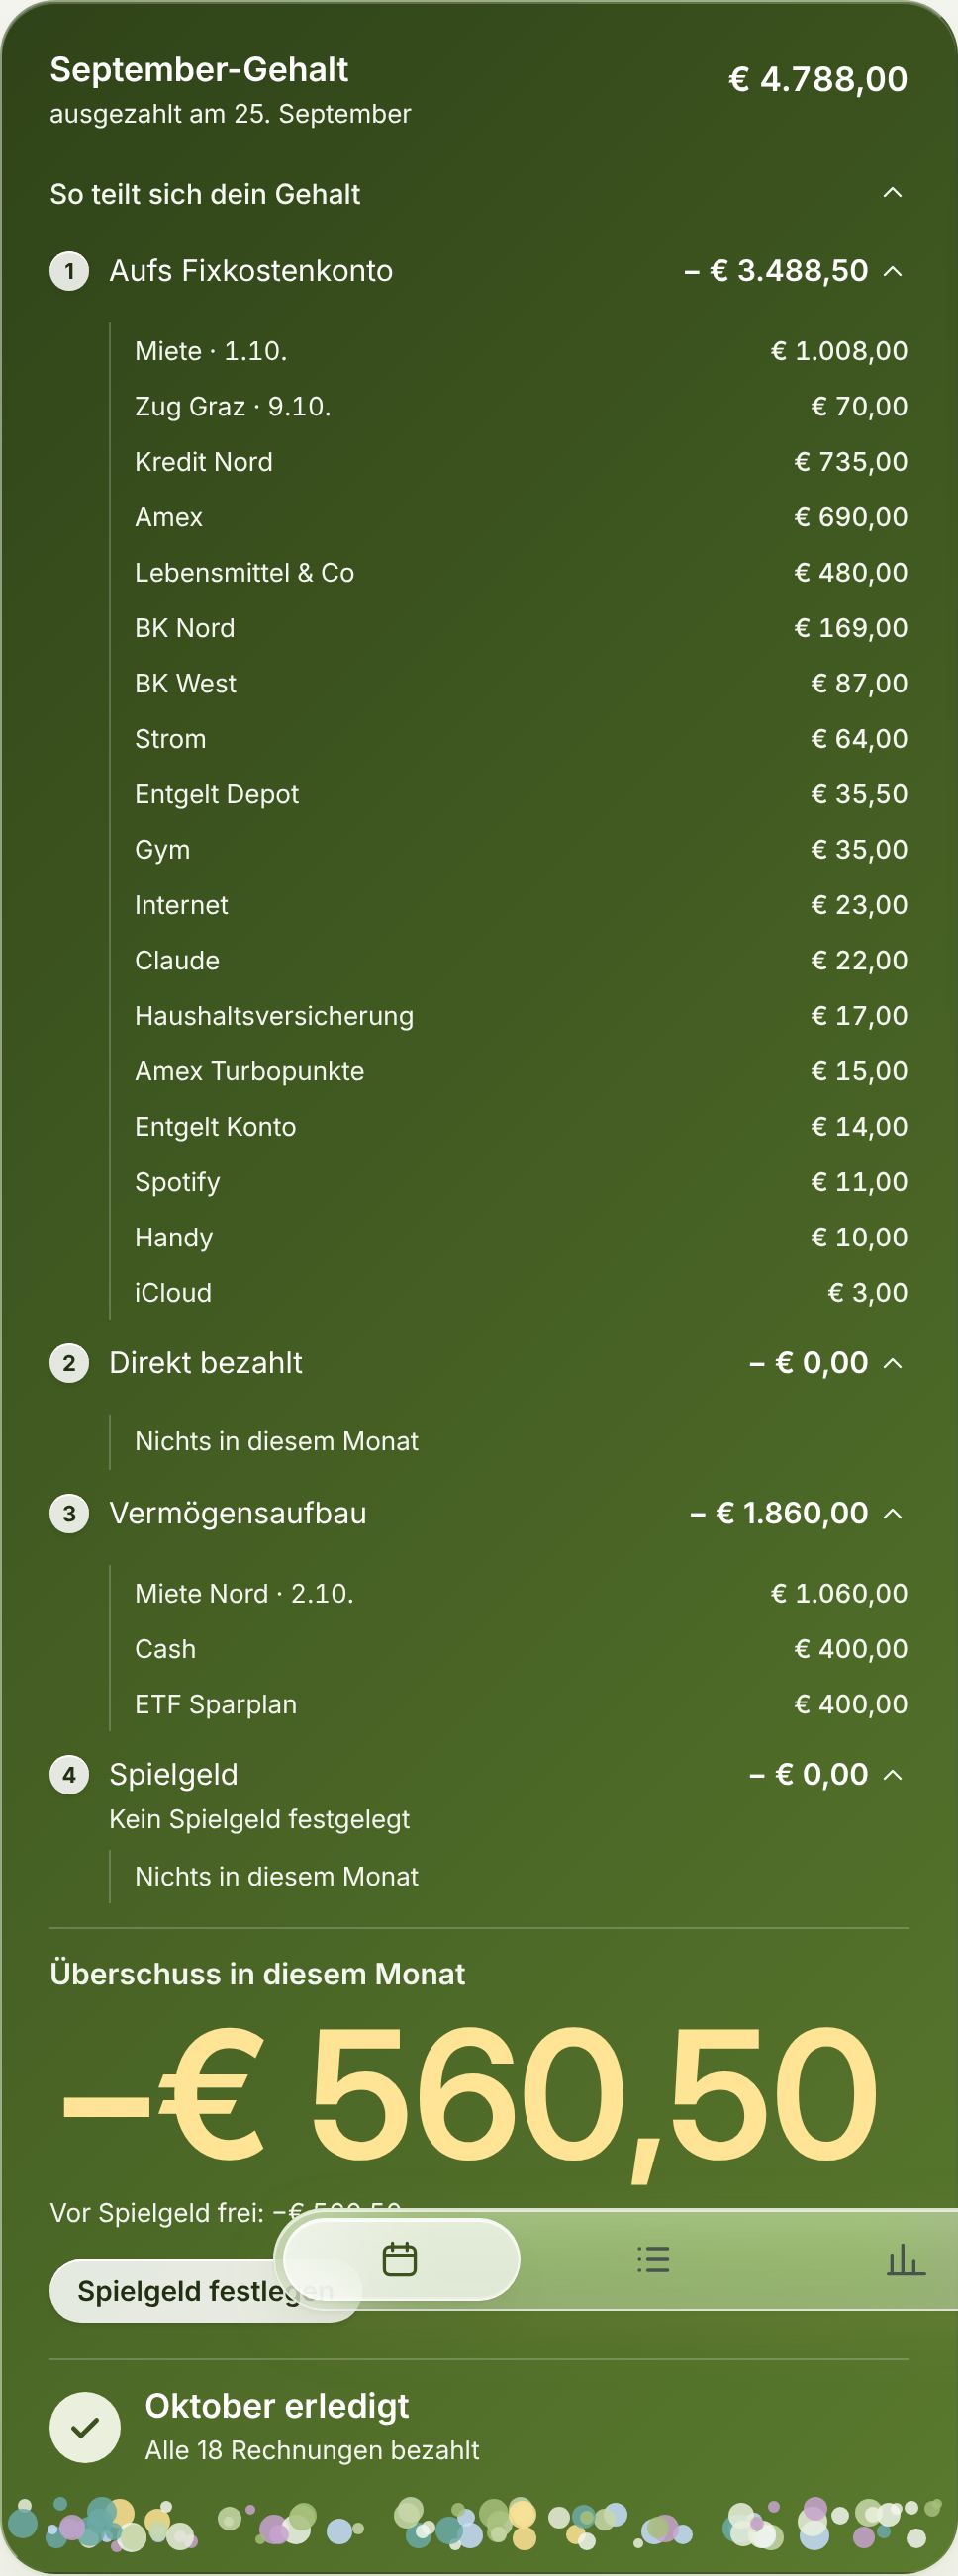 September-Gehalt
€ 4.788,00
ausgezahlt am 25. September
So teilt sich dein Gehalt
1 Aufs Fixkostenkonto – € 3.488,50
Miete · 1.10. € 1.008,00
Zug Graz · 9.10. € 70,00
Kredit Nord € 735,00
Amex € 690,00
Lebensmittel & Co € 480,00
BK Nord € 169,00
BK West € 87,00
Strom € 64,00
Entgelt Depot € 35,50
Gym € 35,00
Internet € 23,00
Claude € 22,00
Haushaltsversicherung € 17,00
Amex Turbopunkte € 15,00
Entgelt Konto € 14,00
Spotify € 11,00
Handy € 10,00
iCloud € 3,00
2 Direkt bezahlt – € 0,00
Nichts in diesem Monat
3 Vermögensaufbau – € 1.860,00
Miete Nord · 2.10. € 1.060,00
Cash € 400,00
ETF Sparplan € 400,00
4 Spielgeld – € 0,00
Kein Spielgeld festgelegt
Nichts in diesem Monat
Überschuss in diesem Monat
–€ 560,50
Vor Spielgeld frei: –€
Spielgeld festlegen
Oktober erledigt
Alle 18 Rechnungen bezahlt